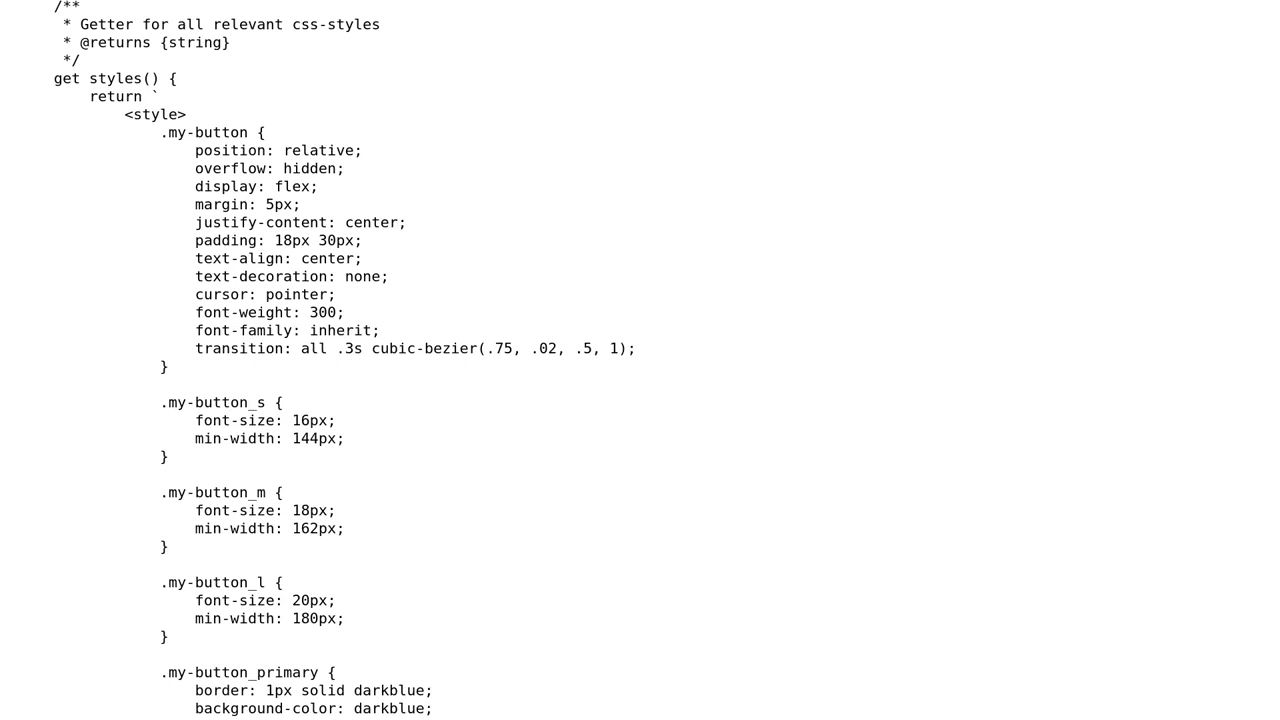 /**
 * Getter for all relevant css-styles
 * @returns {string}
 */
get styles() {
    return `
        <style>
            .my-button {
                position: relative;
                overflow: hidden;
                display: flex;
                margin: 5px;
                justify-content: center;
                padding: 18px 30px;
                text-align: center;
                text-decoration: none;
                cursor: pointer;
                font-weight: 300;
                font-family: inherit;
                transition: all .3s cubic-bezier(.75, .02, .5, 1);
            }

            .my-button_s {
                font-size: 16px;
                min-width: 144px;
            }

            .my-button_m {
                font-size: 18px;
                min-width: 162px;
            }

            .my-button_l {
                font-size: 20px;
                min-width: 180px;
            }

            .my-button_primary {
                border: 1px solid darkblue;
                background-color: darkblue;